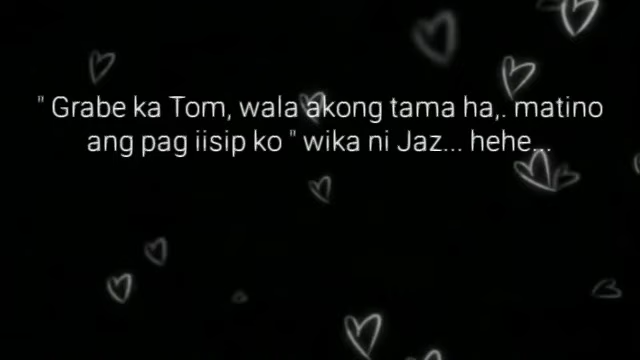 " Grabe ka Tom, wala akong tama ha,. matino
ang pag iisip ko " wika ni Jaz... hehe...